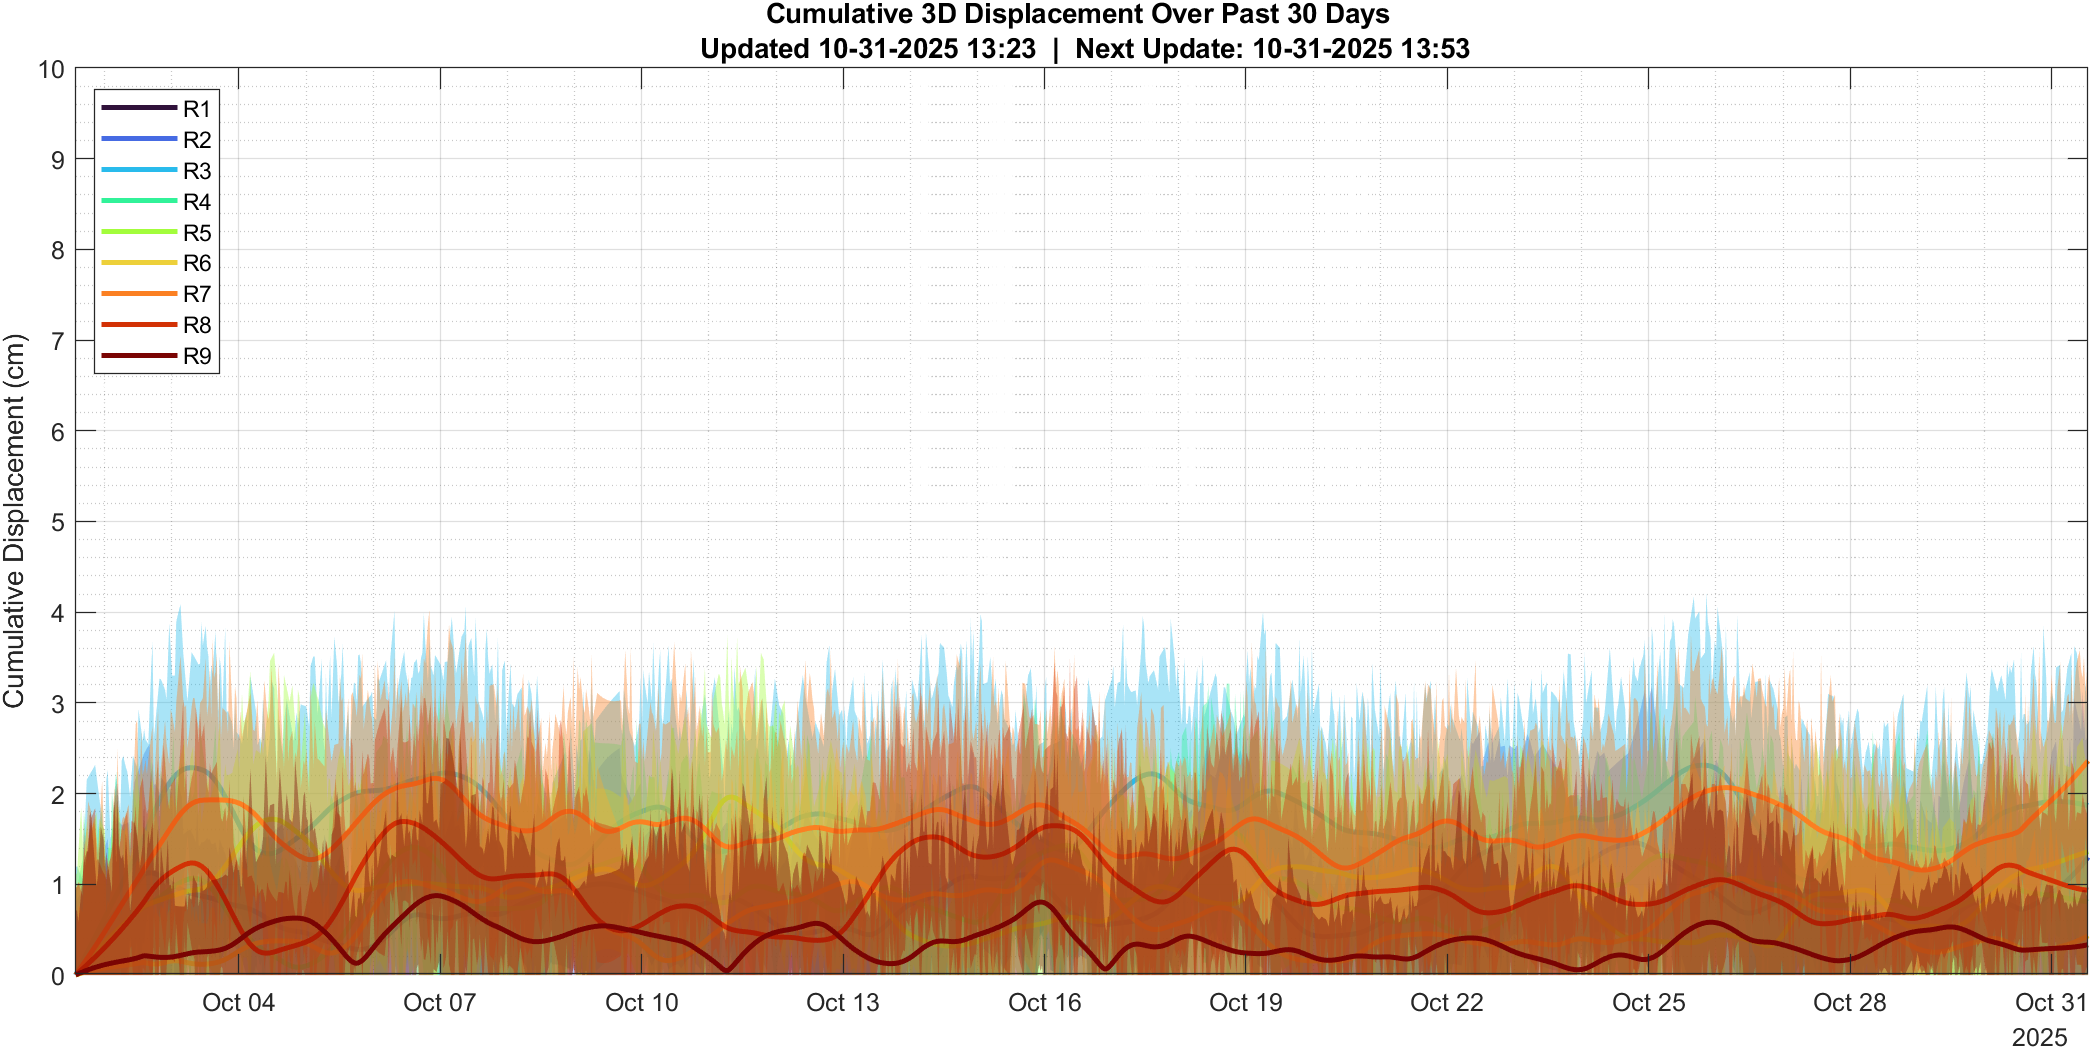 Cumulative 3D Displacement Over Past 30 Days
Updated 10-31-2025 13:23 | Next Update: 10-31-2025 13:53
Cumulative Displacement (cm)
10
9
8
7
6
5
4
3
2
1
0
R1
R2
R3
R4
R5
R6
R7
R8
R9
Oct 04 Oct 07 Oct 10 Oct 13 Oct 16 Oct 19 Oct 22 Oct 25 Oct 28 Oct 31
2025